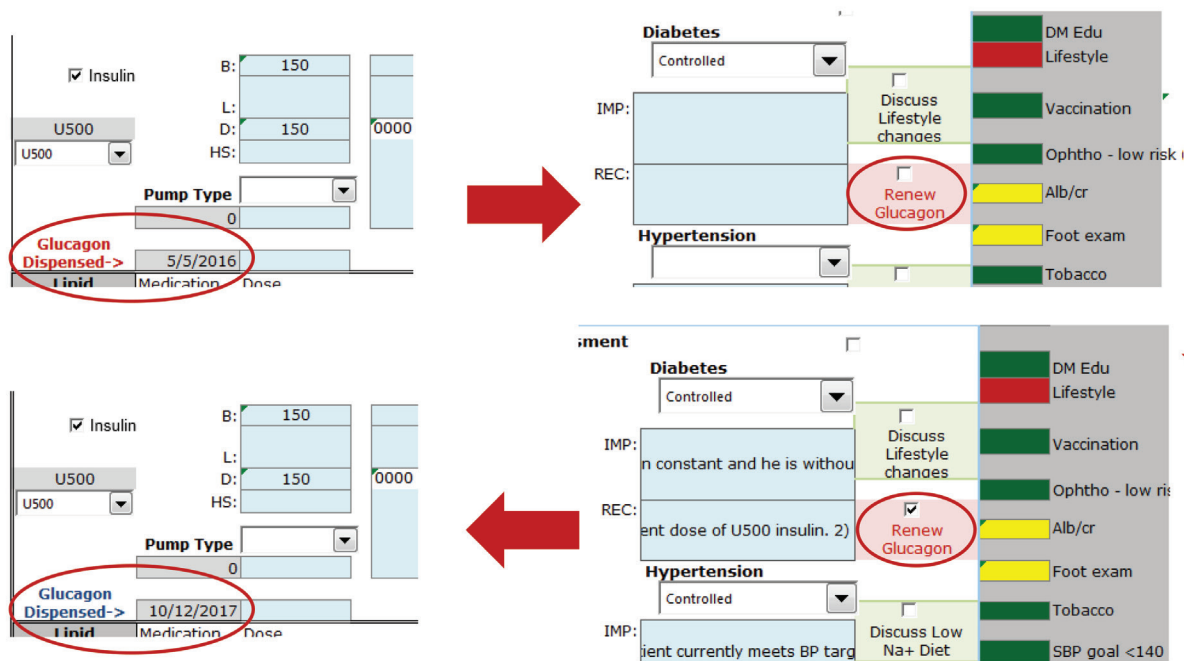 Insulin
B: 150
L:
U500
D: 150 0000
U500
HS:
Pump Type
0
Glucagon
Dispensed-> 5/5/2016
Lipid Medication Dose
Diabetes
Controlled
IMP:
REC:
Hypertension
Discuss
Lifestyle
changes
Renew
Glucagon
DM Edu
Lifestyle
Vaccination
Ophtho - low risk
Alb/cr
Foot exam
Tobacco
Insulin
B: 150
L:
U500
D: 150 0000
U500
HS:
Pump Type
0
Glucagon
Dispensed-> 10/12/2017
Lipid Medication Dose
sment
Diabetes
Controlled
IMP: n constant and he is withou
REC: ent dose of U500 insulin. 2)
Hypertension
Controlled
IMP: tient currently meets BP targ
Discuss
Lifestyle
changes
Renew
Glucagon
Discuss Low
Na+ Diet
DM Edu
Lifestyle
Vaccination
Ophtho - low ris
Alb/cr
Foot exam
Tobacco
SBP goal <140